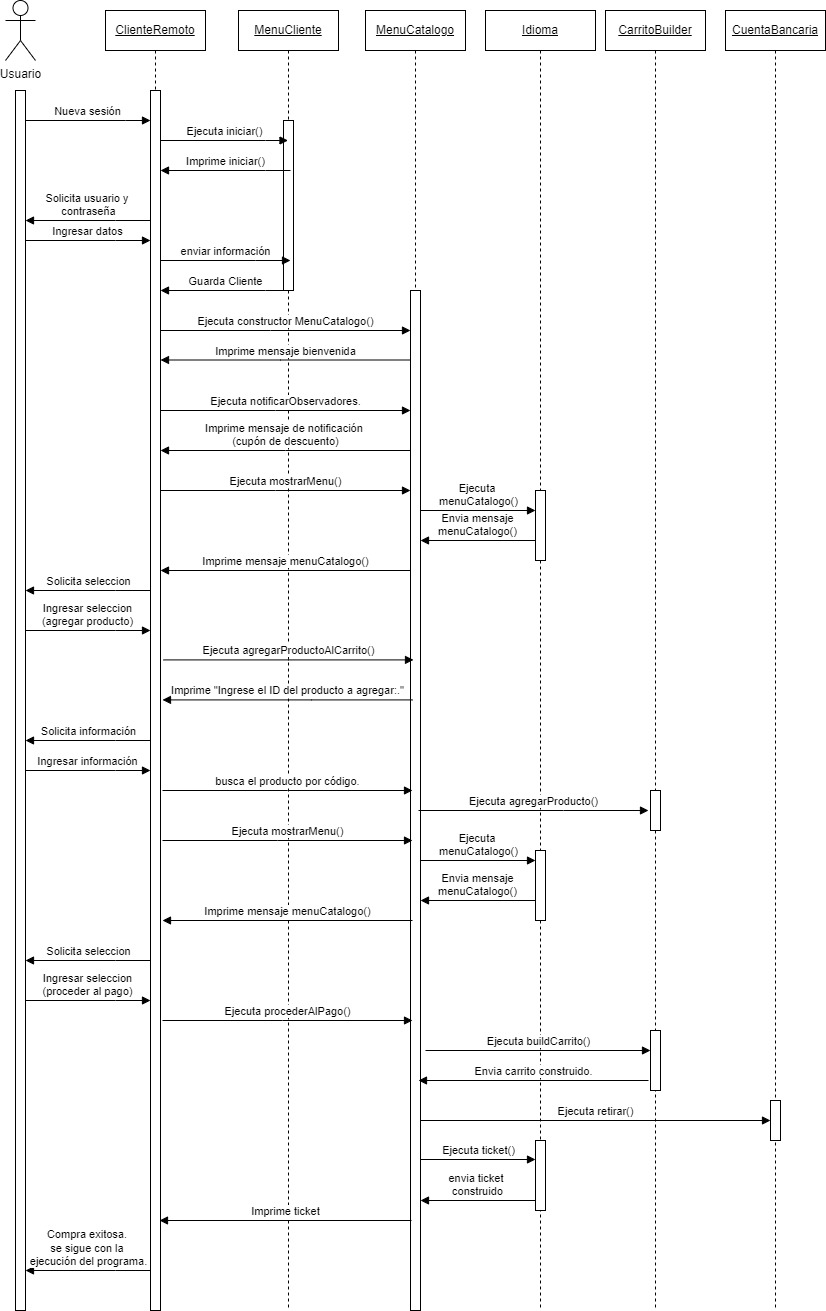 ClienteRemoto
MenuCliente
MenuCatalogo
Idioma
CarritoBuilder
CuentaBancaria
Usuario
Nueva sesión
Ejecuta iniciar()
Imprime iniciar()
Solicita usuario y
contraseña
Ingresar datos
enviar información
Guarda Cliente
Ejecuta constructor MenuCatalogo()
Imprime mensaje bienvenida
Ejecuta notificarObservadores.
Imprime mensaje de notificación
(cupón de descuento)
Ejecuta mostrarMenu()
Ejecuta
menuCatalogo()
Envia mensaje
menuCatalogo()
Imprime mensaje menuCatalogo()
Solicita seleccion
Ingresar seleccion
(agregar producto)
Ejecuta agregarProductoAlCarrito()
Imprime "Ingrese el ID del producto a agregar:."
Solicita información
Ingresar información
busca el producto por código.
Ejecuta agregarProducto()
Ejecuta mostrarMenu()
Ejecuta
menuCatalogo()
Envia mensaje
menuCatalogo()
Imprime mensaje menuCatalogo()
Solicita seleccion
Ingresar seleccion
(proceder al pago)
Ejecuta procederAlPago()
Ejecuta buildCarrito()
Envia carrito construido.
Ejecuta retirar()
Ejecuta ticket()
envia ticket
construido
Imprime ticket
Compra exitosa.
se sigue con la
ejecución del programa.